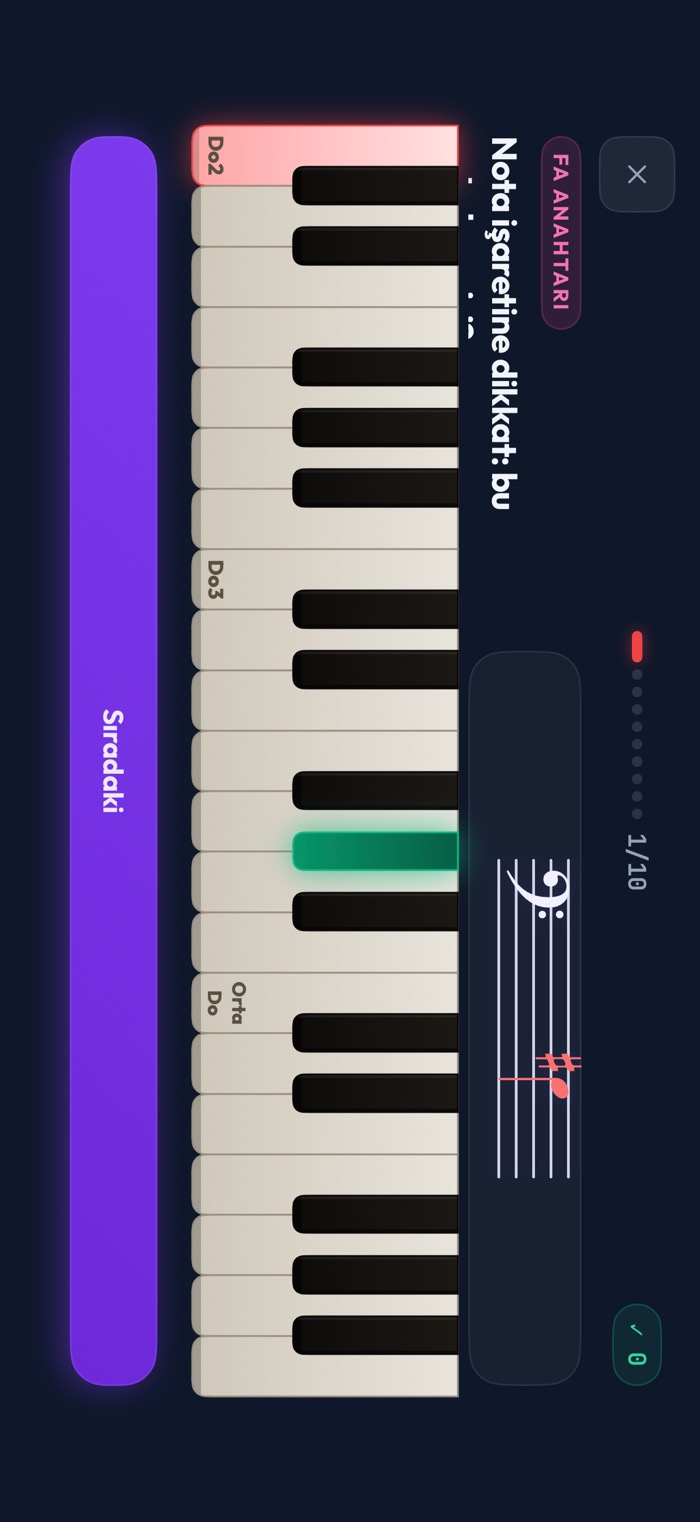 1/10
✓ 0
FA ANAHTARI
Nota işaretine dikkat: bu
Do2
Do3
Orta
Do
Sıradaki